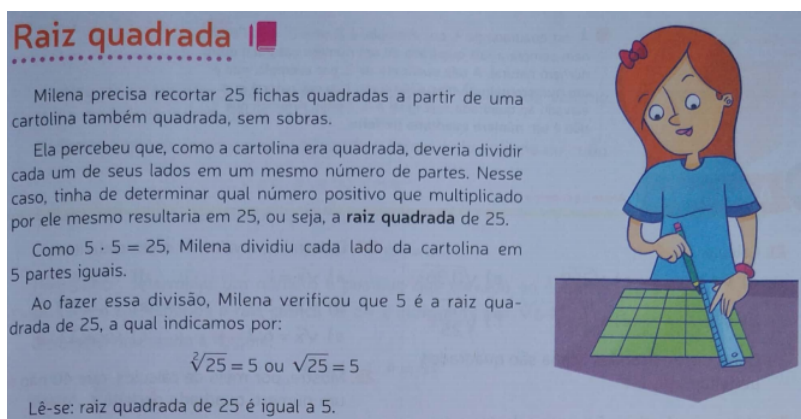 Raiz quadrada
Milena precisa recortar 25 fichas quadradas a partir de uma
cartolina também quadrada, sem sobras.
Ela percebeu que, como a cartolina era quadrada, deveria dividir
cada um de seus lados em um mesmo número de partes. Nesse
caso, tinha de determinar qual número positivo que multiplicado
por ele mesmo resultaria em 25, ou seja, a raiz quadrada de 25.
Como 5 · 5 = 25, Milena dividiu cada lado da cartolina em
5 partes iguais.
Ao fazer essa divisão, Milena verificou que 5 é a raiz qua-
drada de 25, a qual indicamos por:
²√25 = 5 ou √25 = 5
Lê-se: raiz quadrada de 25 é igual a 5.